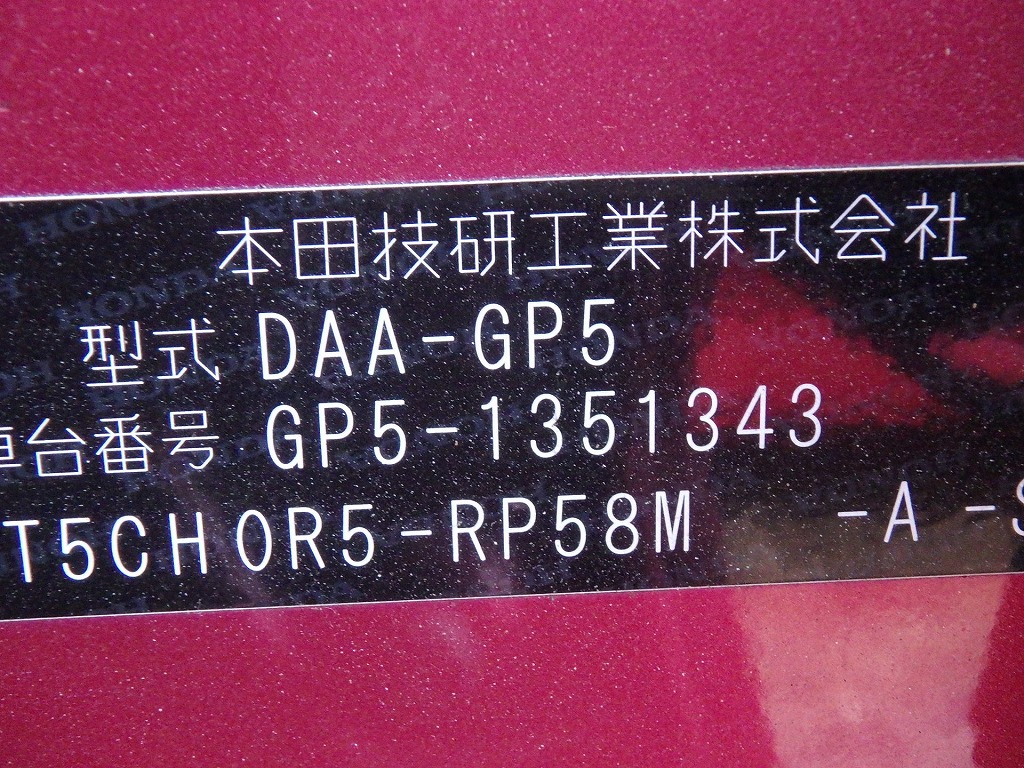 本田技研工業株式会社
型式 DAA-GP5
車台番号 GP5-1351343
T5CH0R5-RP58M -A -S